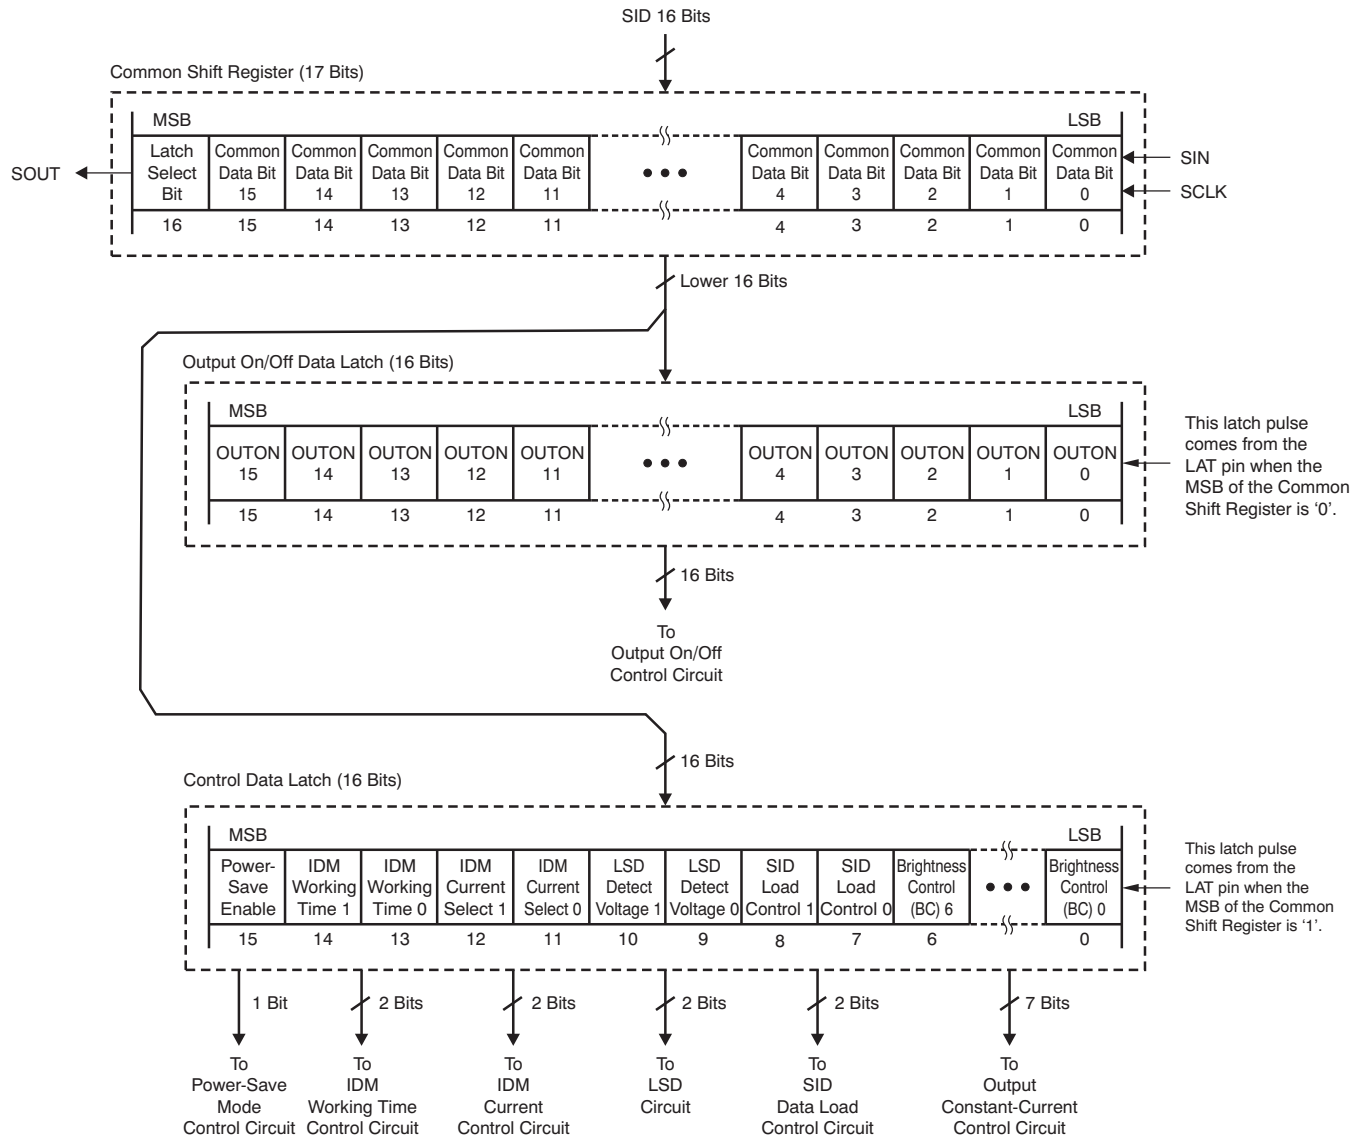 SID 16 Bits
Common Shift Register (17 Bits)
MSB
LSB
SOUT
Latch Select Bit
Common Data Bit 15
Common Data Bit 14
Common Data Bit 13
Common Data Bit 12
Common Data Bit 11
• • •
Common Data Bit 4
Common Data Bit 3
Common Data Bit 2
Common Data Bit 1
Common Data Bit 0
SIN
SCLK
16 15 14 13 12 11 4 3 2 1 0
Lower 16 Bits
Output On/Off Data Latch (16 Bits)
MSB
LSB
OUTON 15
OUTON 14
OUTON 13
OUTON 12
OUTON 11
• • •
OUTON 4
OUTON 3
OUTON 2
OUTON 1
OUTON 0
15 14 13 12 11 4 3 2 1 0
This latch pulse
comes from the
LAT pin when the
MSB of the Common
Shift Register is ‘0’.
16 Bits
To
Output On/Off
Control Circuit
16 Bits
Control Data Latch (16 Bits)
MSB
LSB
Power-Save Enable
IDM Working Time 1
IDM Working Time 0
IDM Current Select 1
IDM Current Select 0
LSD Detect Voltage 1
LSD Detect Voltage 0
SID Load Control 1
SID Load Control 0
Brightness Control (BC) 6
• • •
Brightness Control (BC) 0
15 14 13 12 11 10 9 8 7 6 0
This latch pulse
comes from the
LAT pin when the
MSB of the Common
Shift Register is ‘1’.
1 Bit
2 Bits
2 Bits
2 Bits
2 Bits
7 Bits
To
Power-Save
Mode
Control Circuit
To
IDM
Working Time
Control Circuit
To
IDM
Current
Control Circuit
To
LSD
Circuit
To
SID
Data Load
Control Circuit
To
Output
Constant-Current
Control Circuit